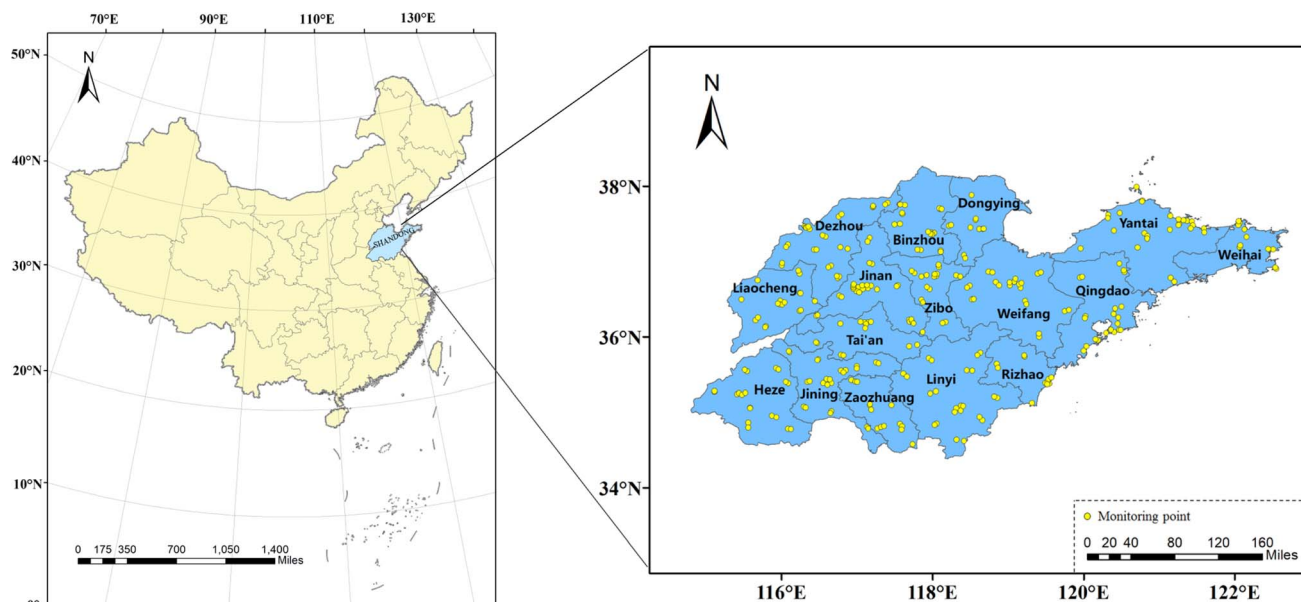 70°E
90°E
110°E
130°E
50°N
40°N
30°N
20°N
10°N
N
SHANDONG
0 175 350 700 1,050 1,400
Miles
N
38°N
36°N
34°N
116°E
118°E
120°E
122°E
Dongying
Dezhou
Binzhou
Yantai
Weihai
Jinan
Liaocheng
Qingdao
Zibo
Weifang
Tai'an
Rizhao
Linyi
Heze
Jining
Zaozhuang
Monitoring point
0 20 40 80 120 160
Miles